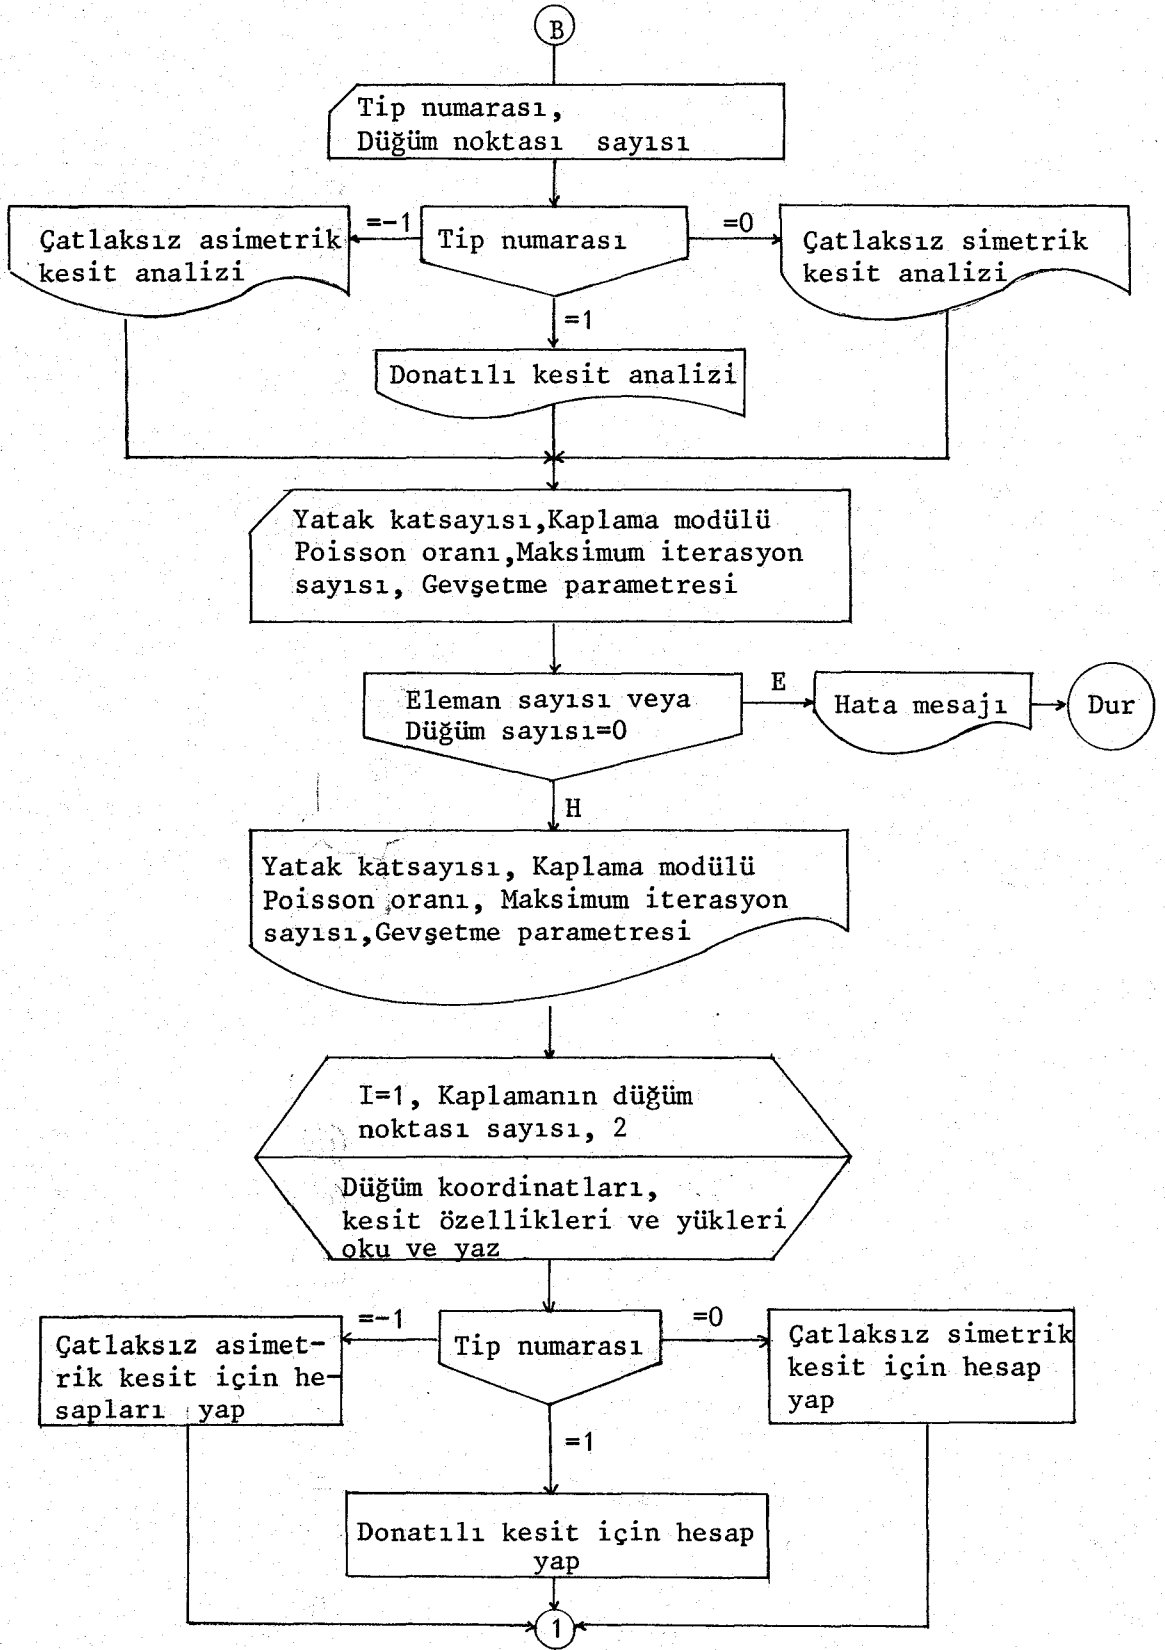 B
Tip numarası,
Düğüm noktası sayısı
=-1
=0
Çatlaksız asimetrik
kesit analizi
Tip numarası
Çatlaksız simetrik
kesit analizi
=1
Donatılı kesit analizi
Yatak katsayısı,Kaplama modülü
Poisson oranı,Maksimum iterasyon
sayısı, Gevşetme parametresi
Eleman sayısı veya
Düğüm sayısı=0
E
Hata mesajı
Dur
H
Yatak katsayısı, Kaplama modülü
Poisson oranı, Maksimum iterasyon
sayısı,Gevşetme parametresi
I=1, Kaplamanın düğüm
noktası sayısı, 2
Düğüm koordinatları,
kesit özellikleri ve yükleri
oku ve yaz
=-1
=0
Çatlaksız asimet-
rik kesit için he-
sapları yap
Tip numarası
Çatlaksız simetrik
kesit için hesap
yap
=1
Donatılı kesit için hesap
yap
1